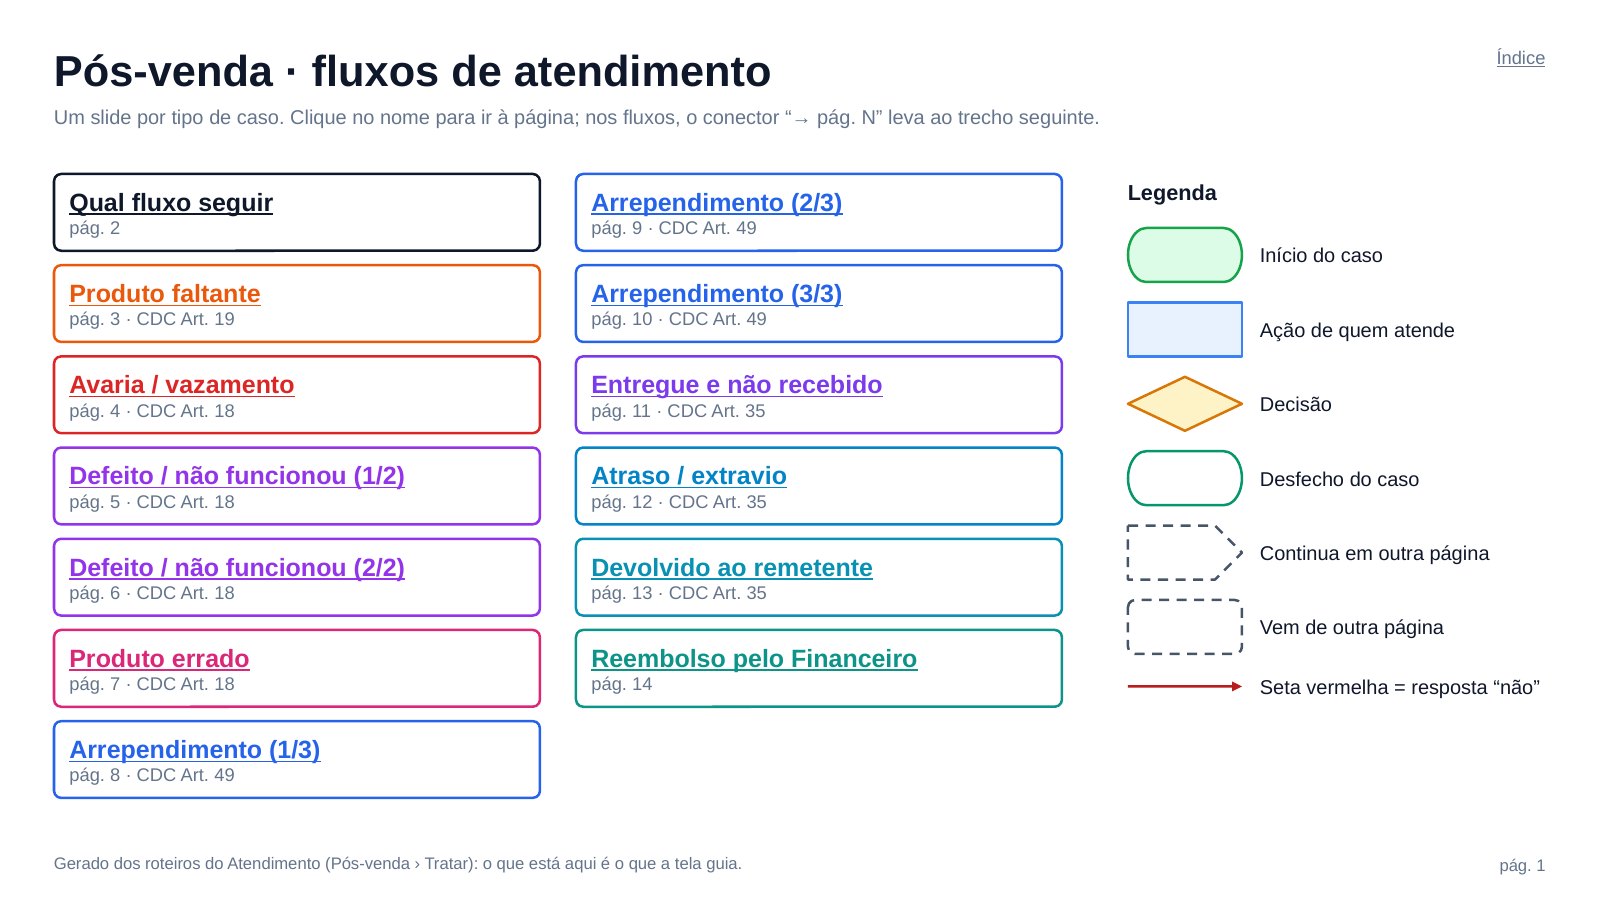 Pós-venda · fluxos de atendimento
Índice
Um slide por tipo de caso. Clique no nome para ir à página; nos fluxos, o conector “→ pág. N” leva ao trecho seguinte.
Qual fluxo seguir
pág. 2
Produto faltante
pág. 3 · CDC Art. 19
Avaria / vazamento
pág. 4 · CDC Art. 18
Defeito / não funcionou (1/2)
pág. 5 · CDC Art. 18
Defeito / não funcionou (2/2)
pág. 6 · CDC Art. 18
Produto errado
pág. 7 · CDC Art. 18
Arrependimento (1/3)
pág. 8 · CDC Art. 49
Arrependimento (2/3)
pág. 9 · CDC Art. 49
Arrependimento (3/3)
pág. 10 · CDC Art. 49
Entregue e não recebido
pág. 11 · CDC Art. 35
Atraso / extravio
pág. 12 · CDC Art. 35
Devolvido ao remetente
pág. 13 · CDC Art. 35
Reembolso pelo Financeiro
pág. 14
Legenda
Início do caso
Ação de quem atende
Decisão
Desfecho do caso
Continua em outra página
Vem de outra página
Seta vermelha = resposta “não”
Gerado dos roteiros do Atendimento (Pós-venda › Tratar): o que está aqui é o que a tela guia.
pág. 1